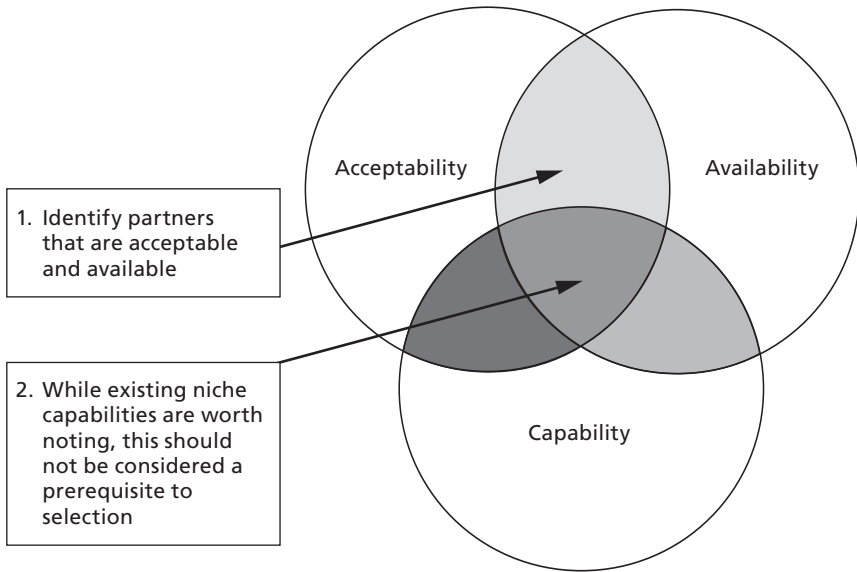 Acceptability
Availability
1. Identify partners
that are acceptable
and available
2. While existing niche
capabilities are worth
noting, this should
not be considered a
prerequisite to
selection
Capability